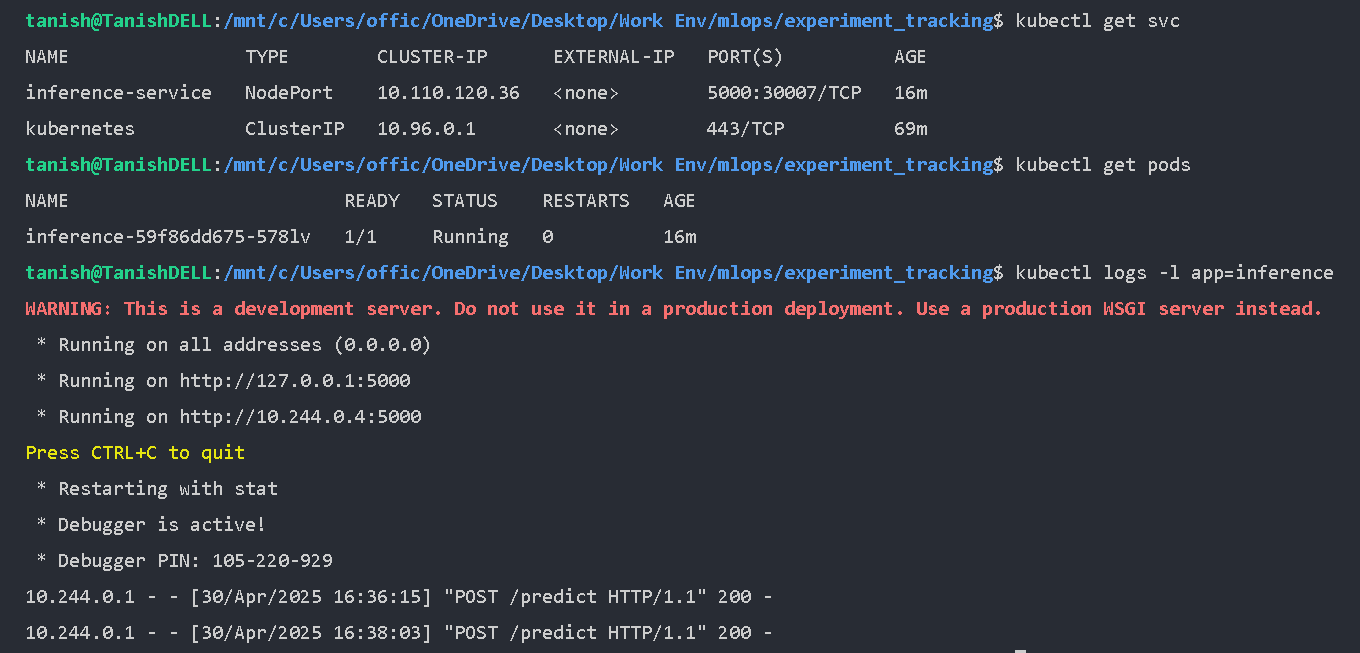 tanish@TanishDELL:/mnt/c/Users/offic/OneDrive/Desktop/Work Env/mlops/experiment_tracking$ kubectl get svc
NAME TYPE CLUSTER-IP EXTERNAL-IP PORT(S) AGE
inference-service NodePort 10.110.120.36 <none> 5000:30007/TCP 16m
kubernetes ClusterIP 10.96.0.1 <none> 443/TCP 69m
tanish@TanishDELL:/mnt/c/Users/offic/OneDrive/Desktop/Work Env/mlops/experiment_tracking$ kubectl get pods
NAME READY STATUS RESTARTS AGE
inference-59f86dd675-578lv 1/1 Running 0 16m
tanish@TanishDELL:/mnt/c/Users/offic/OneDrive/Desktop/Work Env/mlops/experiment_tracking$ kubectl logs -l app=inference
WARNING: This is a development server. Do not use it in a production deployment. Use a production WSGI server instead.
 * Running on all addresses (0.0.0.0)
 * Running on http://127.0.0.1:5000
 * Running on http://10.244.0.4:5000
Press CTRL+C to quit
 * Restarting with stat
 * Debugger is active!
 * Debugger PIN: 105-220-929
10.244.0.1 - - [30/Apr/2025 16:36:15] "POST /predict HTTP/1.1" 200 -
10.244.0.1 - - [30/Apr/2025 16:38:03] "POST /predict HTTP/1.1" 200 -